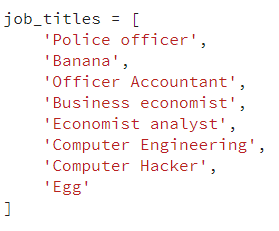 job_titles = [
    'Police officer',
    'Banana',
    'Officer Accountant',
    'Business economist',
    'Economist analyst',
    'Computer Engineering',
    'Computer Hacker',
    'Egg'
]